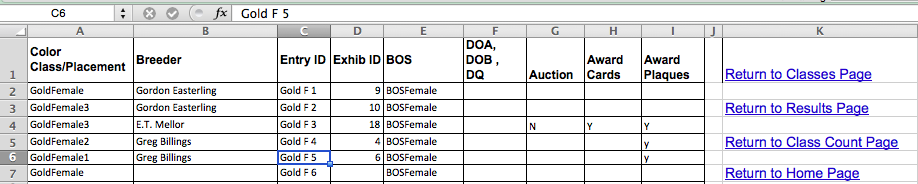 C6 fx Gold F 5
A B C D E F G H I J K
1 Color Class/Placement Breeder Entry ID Exhib ID BOS DOA, DOB , DQ Auction Award Cards Award Plaques Return to Classes Page
2 GoldFemale Gordon Easterling Gold F 1 9 BOSFemale
3 GoldFemale3 Gordon Easterling Gold F 2 10 BOSFemale Return to Results Page
4 GoldFemale3 E.T. Mellor Gold F 3 18 BOSFemale N Y Y
5 GoldFemale2 Greg Billings Gold F 4 4 BOSFemale y Return to Class Count Page
6 GoldFemale1 Greg Billings Gold F 5 6 BOSFemale y
7 GoldFemale Gold F 6 BOSFemale Return to Home Page